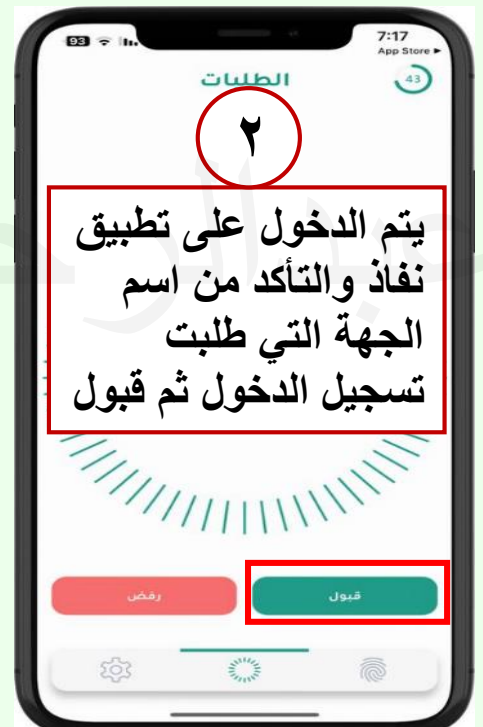 93
7:17
App Store
الطلبات
43
٢
يتم الدخول على تطبيق
نفاذ والتأكد من اسم
الجهة التي طلبت
تسجيل الدخول ثم قبول
رفض
قبول